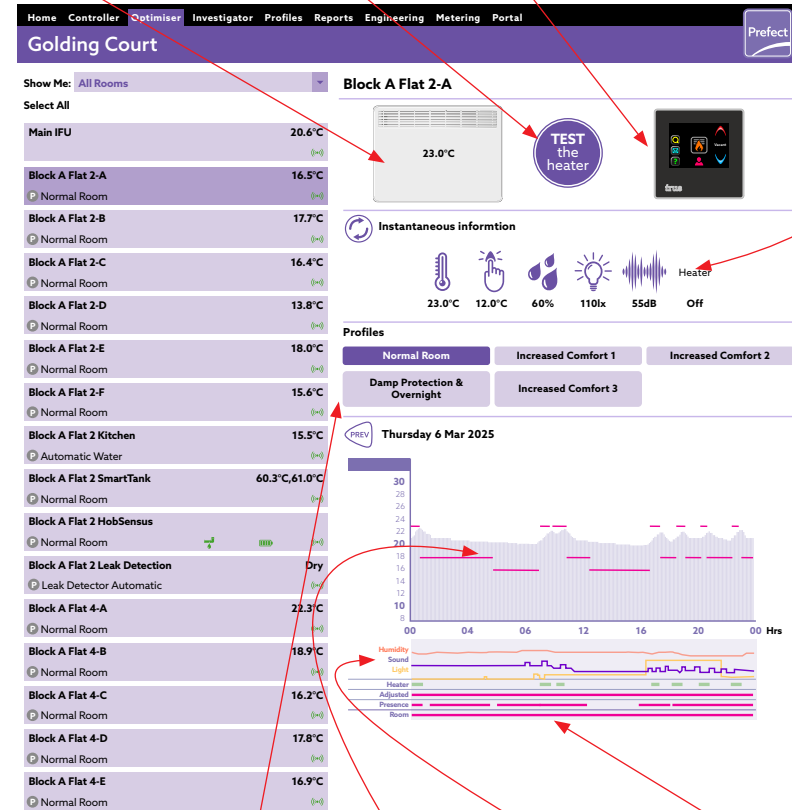 Home Controller Optimiser Investigator Profiles Reports Engineering Metering Portal
Golding Court
Prefect
Show Me: All Rooms
Select All
Main IFU 20.6°C
Block A Flat 2-A 16.5°C
P Normal Room
Block A Flat 2-B 17.7°C
P Normal Room
Block A Flat 2-C 16.4°C
P Normal Room
Block A Flat 2-D 13.8°C
P Normal Room
Block A Flat 2-E 18.0°C
P Normal Room
Block A Flat 2-F 15.6°C
P Normal Room
Block A Flat 2 Kitchen 15.5°C
P Automatic Water
Block A Flat 2 SmartTank 60.3°C,61.0°C
P Normal Room
Block A Flat 2 HobSensus
P Normal Room
Block A Flat 2 Leak Detection Dry
P Leak Detector Automatic
Block A Flat 4-A 22.3°C
P Normal Room
Block A Flat 4-B 18.9°C
P Normal Room
Block A Flat 4-C 16.2°C
P Normal Room
Block A Flat 4-D 17.8°C
P Normal Room
Block A Flat 4-E 16.9°C
P Normal Room
Block A Flat 2-A
23.0°C
TEST
the
heater
?
Vacant
Instantaneous informtion
Heater
23.0°C 12.0°C 60% 110lx 55dB Off
Profiles
Normal Room Increased Comfort 1 Increased Comfort 2
Damp Protection &
Overnight
Increased Comfort 3
PREV Thursday 6 Mar 2025
30
28
26
24
22
20
18
16
14
12
10
8
00 04 06 12 16 20 00 Hrs
Humidity
Sound
Light
Heater
Adjusted
Presence
Room